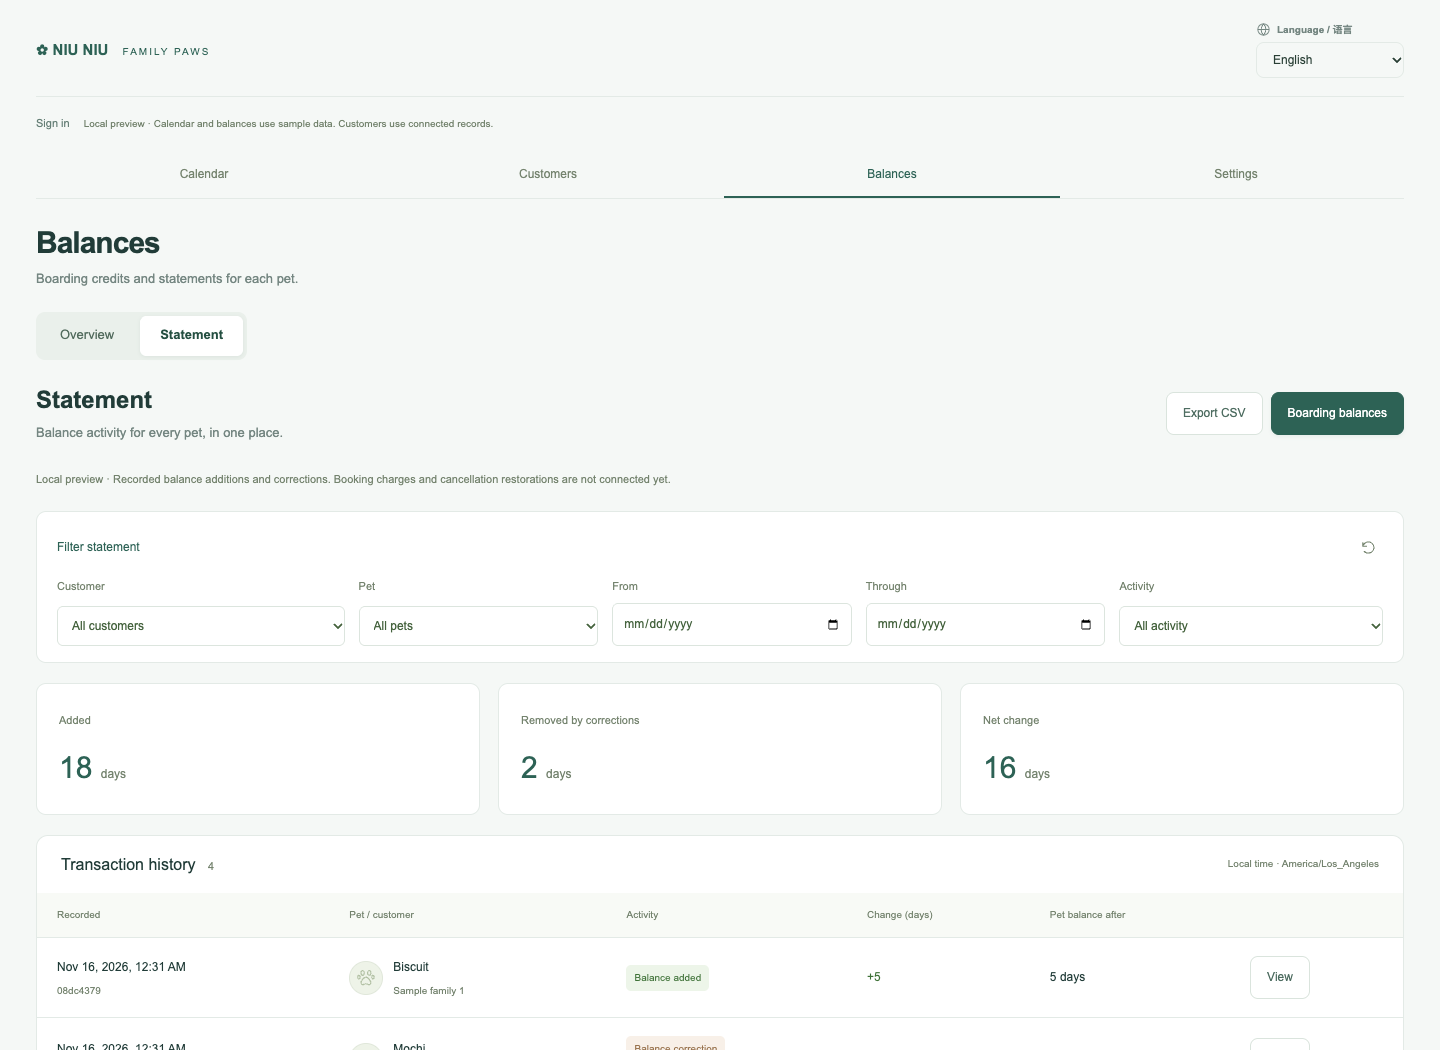 ✿ NIU NIU FAMILY PAWS
Language / 语言
English
Sign in Local preview · Calendar and balances use sample data. Customers use connected records.
Calendar Customers Balances Settings
Balances
Boarding credits and statements for each pet.
Overview Statement
Statement
Export CSV Boarding balances
Balance activity for every pet, in one place.
Local preview · Recorded balance additions and corrections. Booking charges and cancellation restorations are not connected yet.
Filter statement
Customer Pet From Through Activity
All customers All pets mm/dd/yyyy mm/dd/yyyy All activity
Added Removed by corrections Net change
18 days 2 days 16 days
Transaction history 4 Local time · America/Los_Angeles
Recorded Pet / customer Activity Change (days) Pet balance after
Nov 16, 2026, 12:31 AM Biscuit Balance added +5 5 days View
08dc4379 Sample family 1
Nov 16, 2026, 12:31 AM Mochi Balance correction